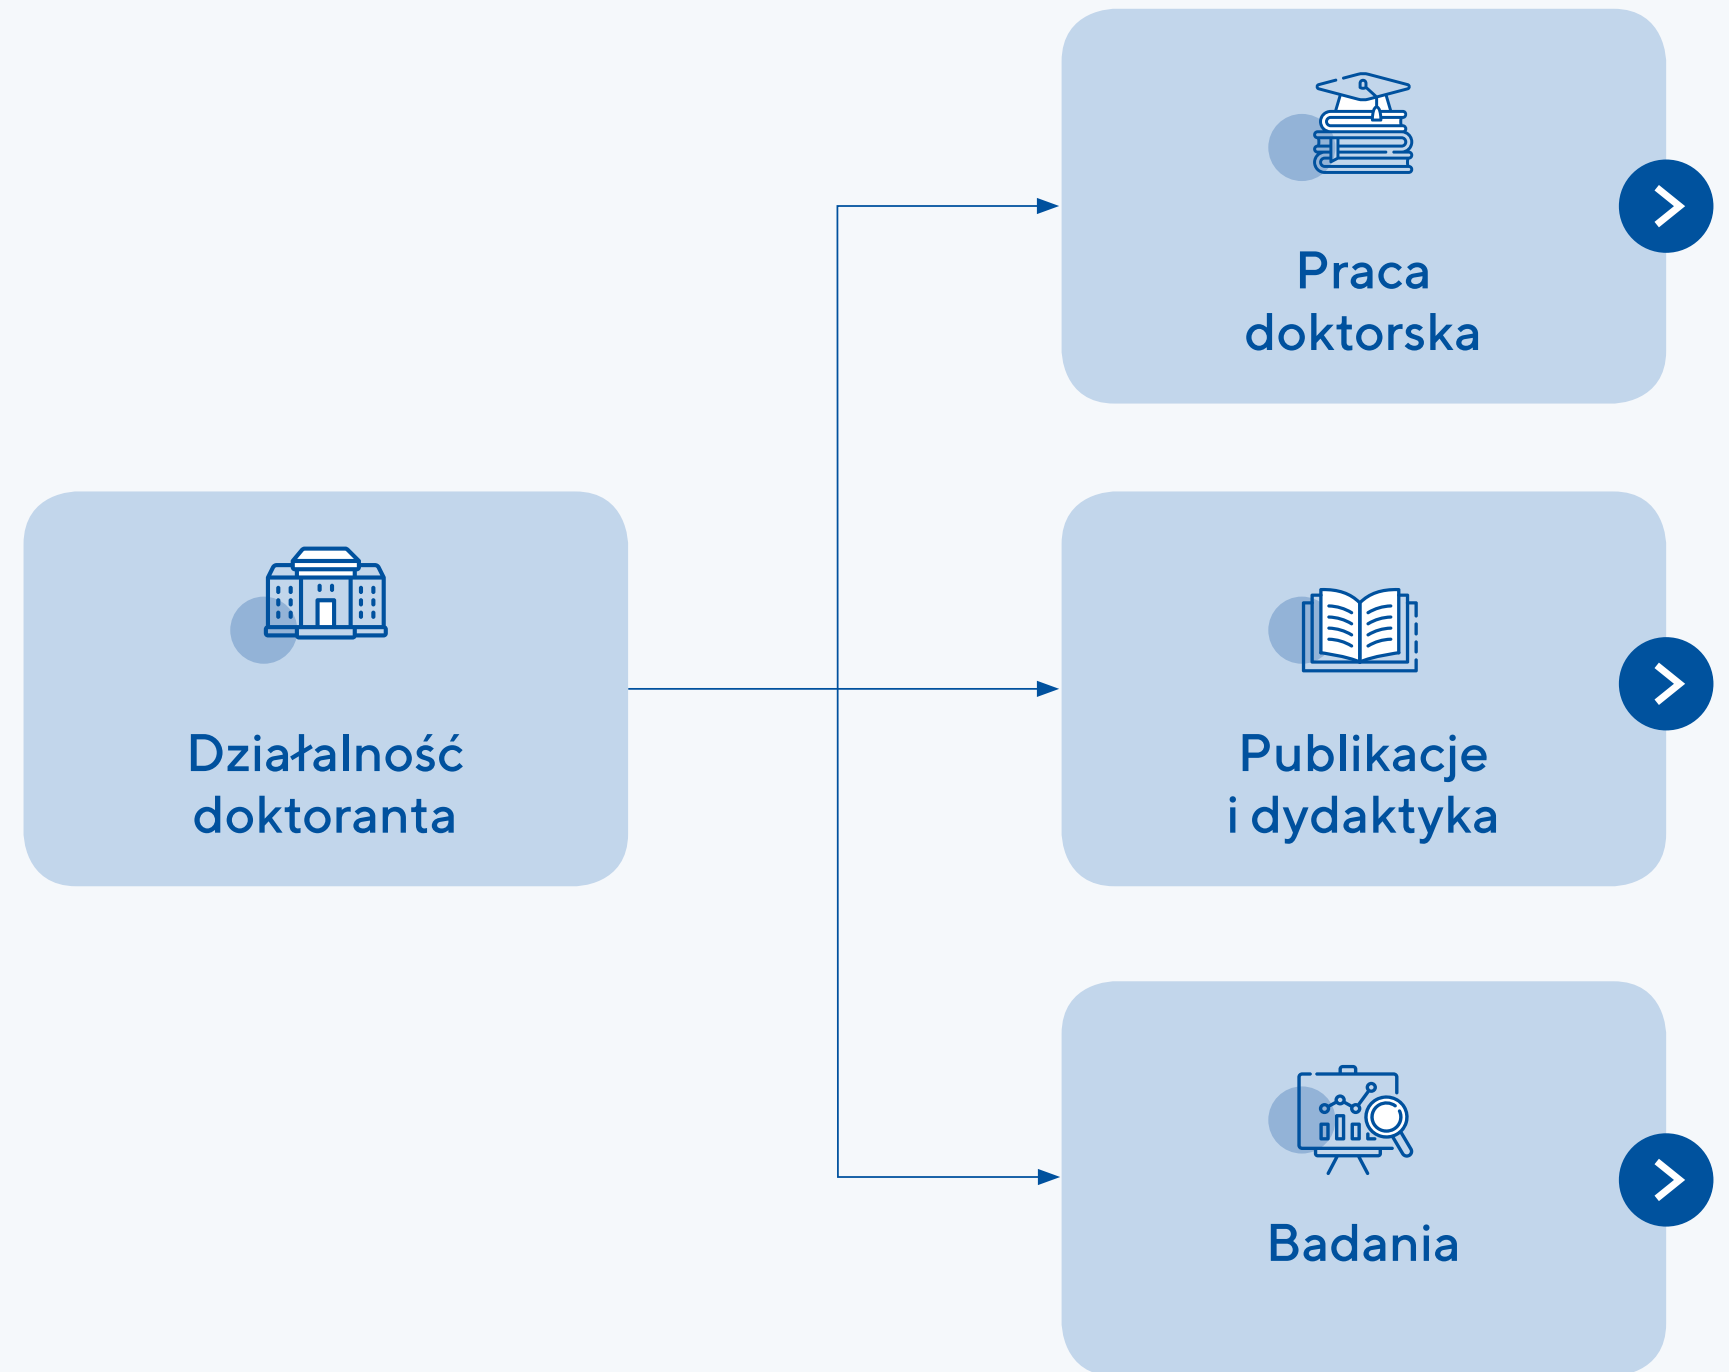 Praca
doktorska
Działalność
doktoranta
Publikacje
i dydaktyka
Badania